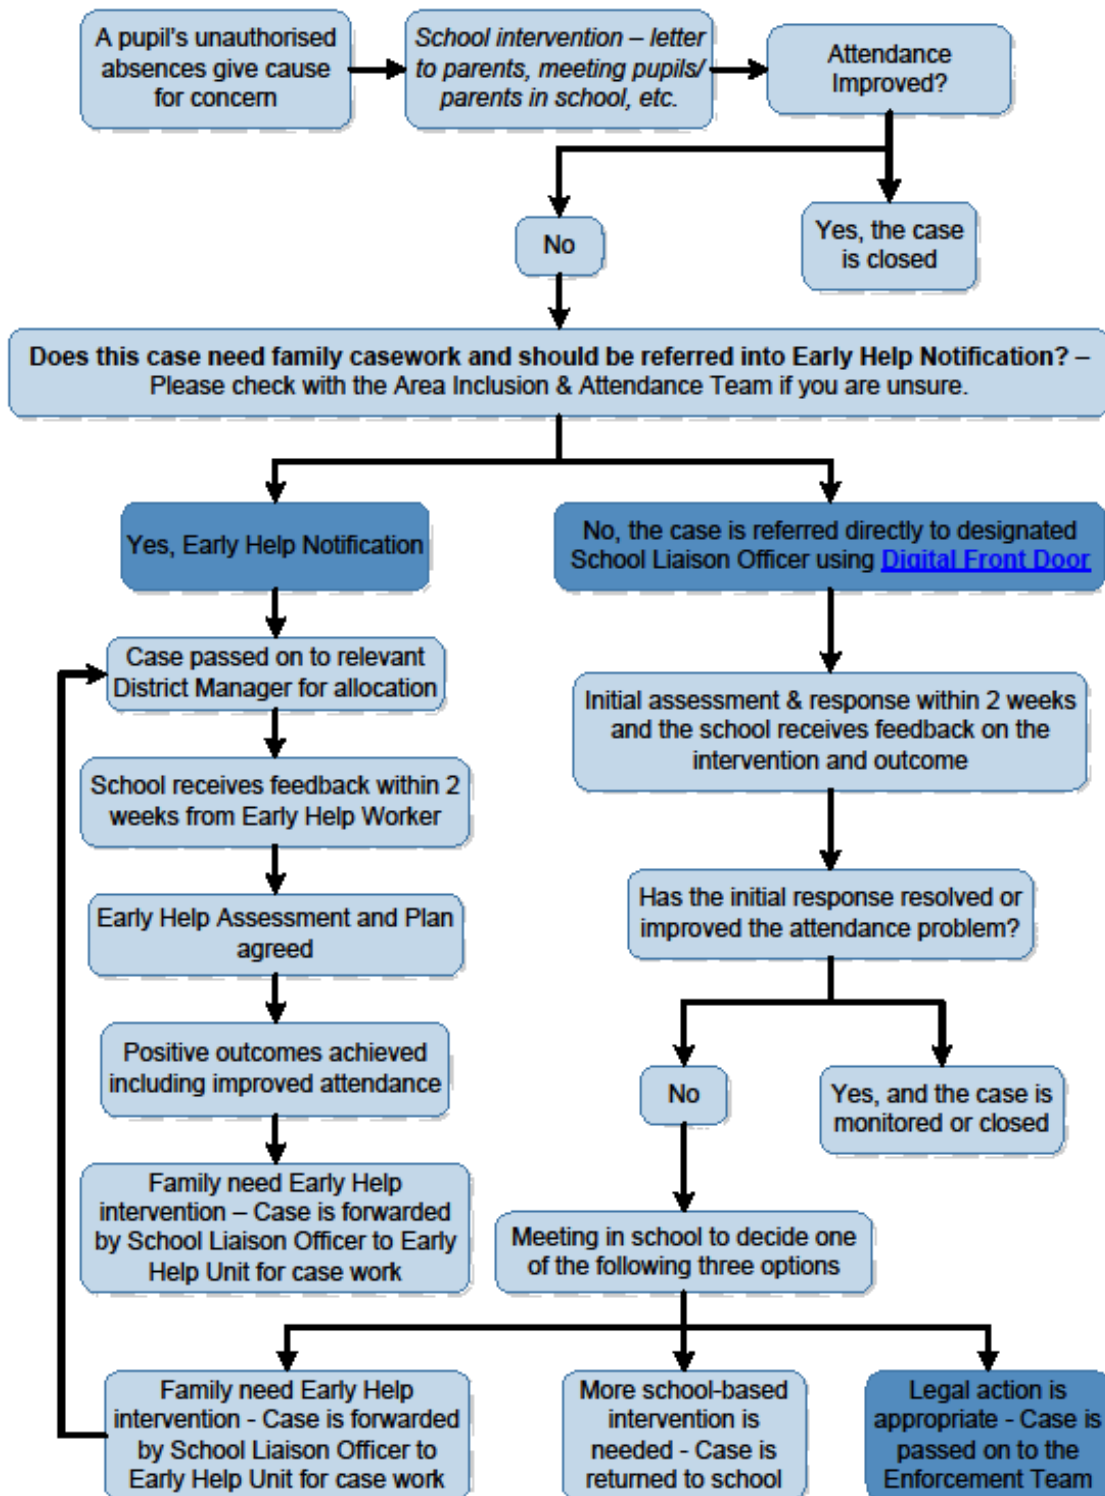 A pupil's unauthorised
absences give cause
for concern
School intervention – letter
to parents, meeting pupils/
parents in school, etc.
Attendance
Improved?
No
Yes, the case
is closed
Does this case need family casework and should be referred into Early Help Notification? –
Please check with the Area Inclusion & Attendance Team if you are unsure.
Yes, Early Help Notification
No, the case is referred directly to designated
School Liaison Officer using Digital Front Door
Case passed on to relevant
District Manager for allocation
School receives feedback within 2
weeks from Early Help Worker
Early Help Assessment and Plan
agreed
Positive outcomes achieved
including improved attendance
Family need Early Help
intervention – Case is forwarded
by School Liaison Officer to Early
Help Unit for case work
Initial assessment & response within 2 weeks
and the school receives feedback on the
intervention and outcome
Has the initial response resolved or
improved the attendance problem?
No
Yes, and the case is
monitored or closed
Meeting in school to decide one
of the following three options
Family need Early Help
intervention - Case is forwarded
by School Liaison Officer to
Early Help Unit for case work
More school-based
intervention is
needed - Case is
returned to school
Legal action is
appropriate - Case is
passed on to the
Enforcement Team